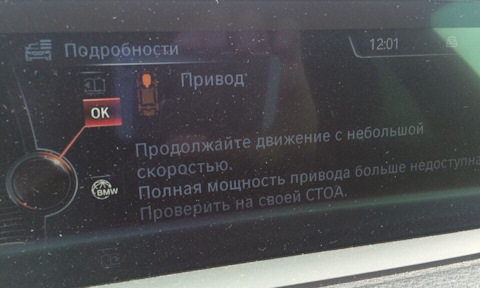 Подробности
12:01
Привод
OK
Продолжайте движение с небольшой
скоростью.
BMW
Полная мощность привода больше недоступна
Проверить на своей СТОА.